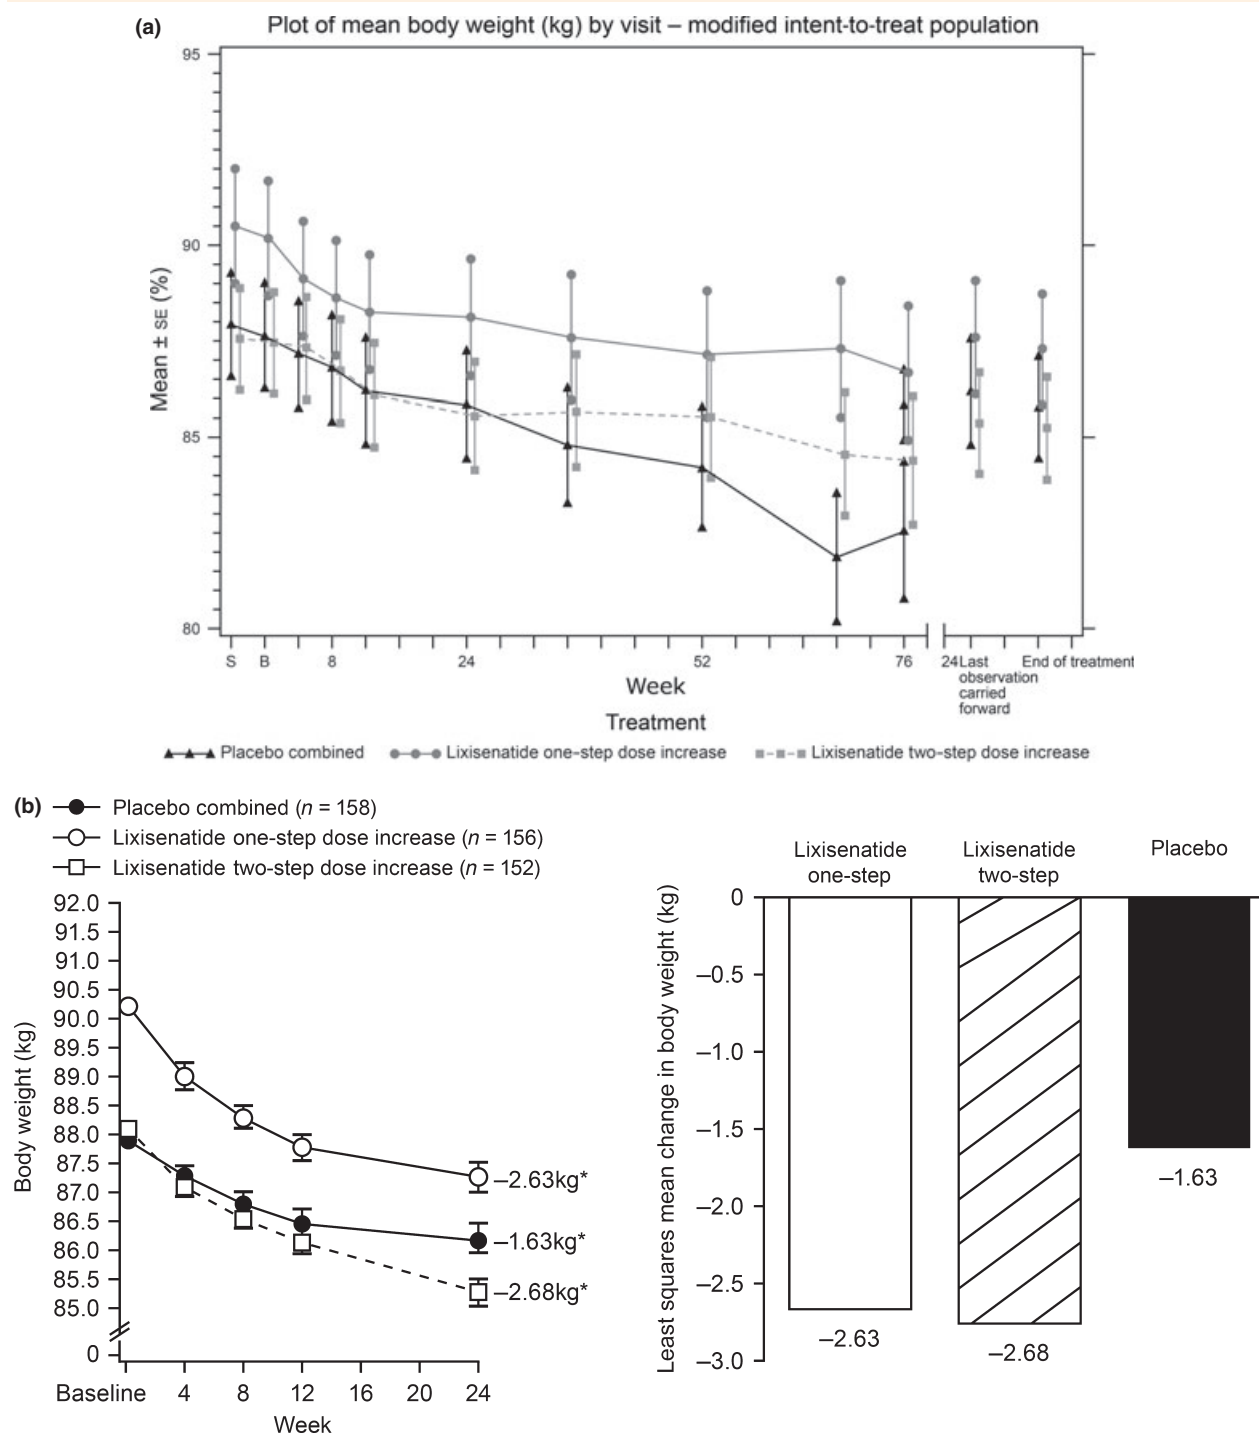 (a)
Plot of mean body weight (kg) by visit – modified intent-to-treat population
95
90
85
80
Mean ± SE (%)
S B 8 24 52 76 24 Last observation carried forward End of treatment
Week
Treatment
Placebo combined Lixisenatide one-step dose increase Lixisenatide two-step dose increase
(b)
Placebo combined (n = 158)
Lixisenatide one-step dose increase (n = 156)
Lixisenatide two-step dose increase (n = 152)
92.0
91.5
91.0
90.5
90.0
89.5
89.0
88.5
88.0
87.5
87.0
86.5
86.0
85.5
85.0
0
Body weight (kg)
–2.63kg*
–1.63kg*
–2.68kg*
Baseline 4 8 12 16 20 24
Week
Lixisenatide one-step
Lixisenatide two-step
Placebo
Least squares mean change in body weight (kg)
0
–0.5
–1.0
–1.5
–2.0
–2.5
–3.0
–2.63
–2.68
–1.63